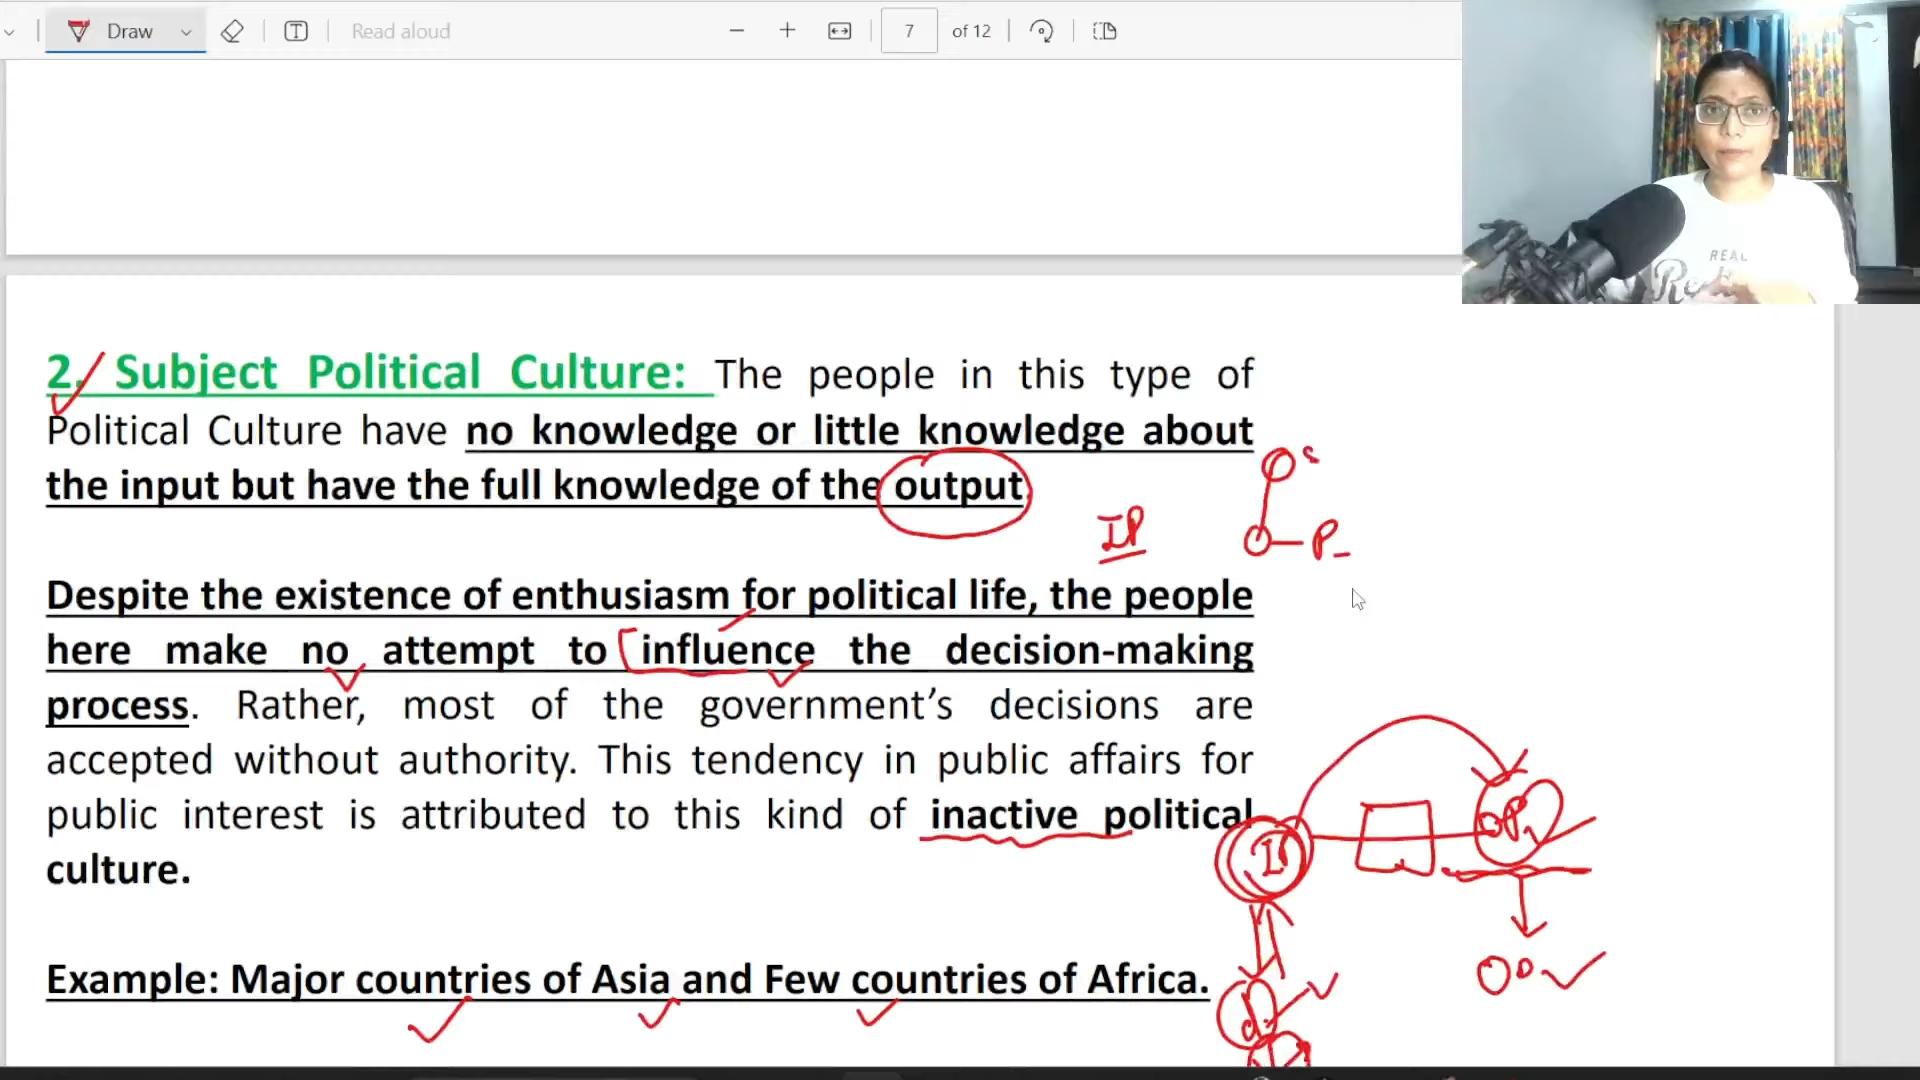 Draw
Read aloud
7 of 12
REAL
2. Subject Political Culture: The people in this type of
Political Culture have no knowledge or little knowledge about
the input but have the full knowledge of the output
IP
P
Despite the existence of enthusiasm for political life, the people
here make no attempt to influence the decision-making
process. Rather, most of the government’s decisions are
accepted without authority. This tendency in public affairs for
public interest is attributed to this kind of inactive political
culture.
OP
IP
Example: Major countries of Asia and Few countries of Africa.